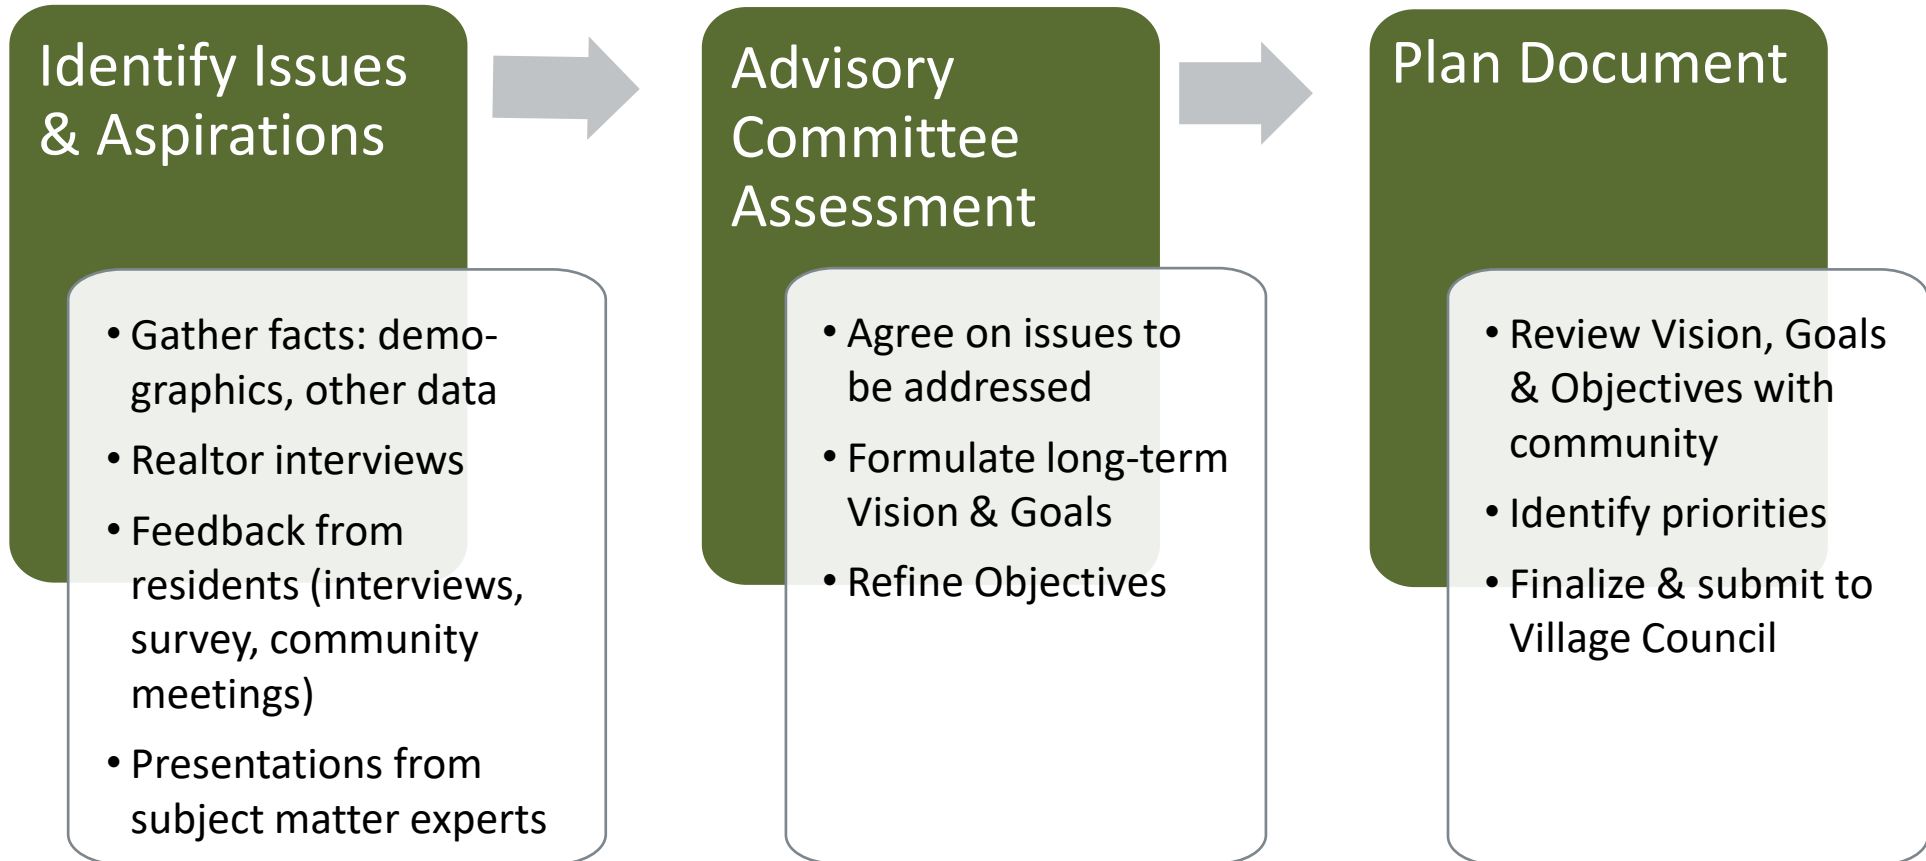 Identify Issues
& Aspirations
• Gather facts: demo-
graphics, other data
• Realtor interviews
• Feedback from
residents (interviews,
survey, community
meetings)
• Presentations from
subject matter experts
Advisory
Committee
Assessment
• Agree on issues to
be addressed
• Formulate long-term
Vision & Goals
• Refine Objectives
Plan Document
• Review Vision, Goals
& Objectives with
community
• Identify priorities
• Finalize & submit to
Village Council